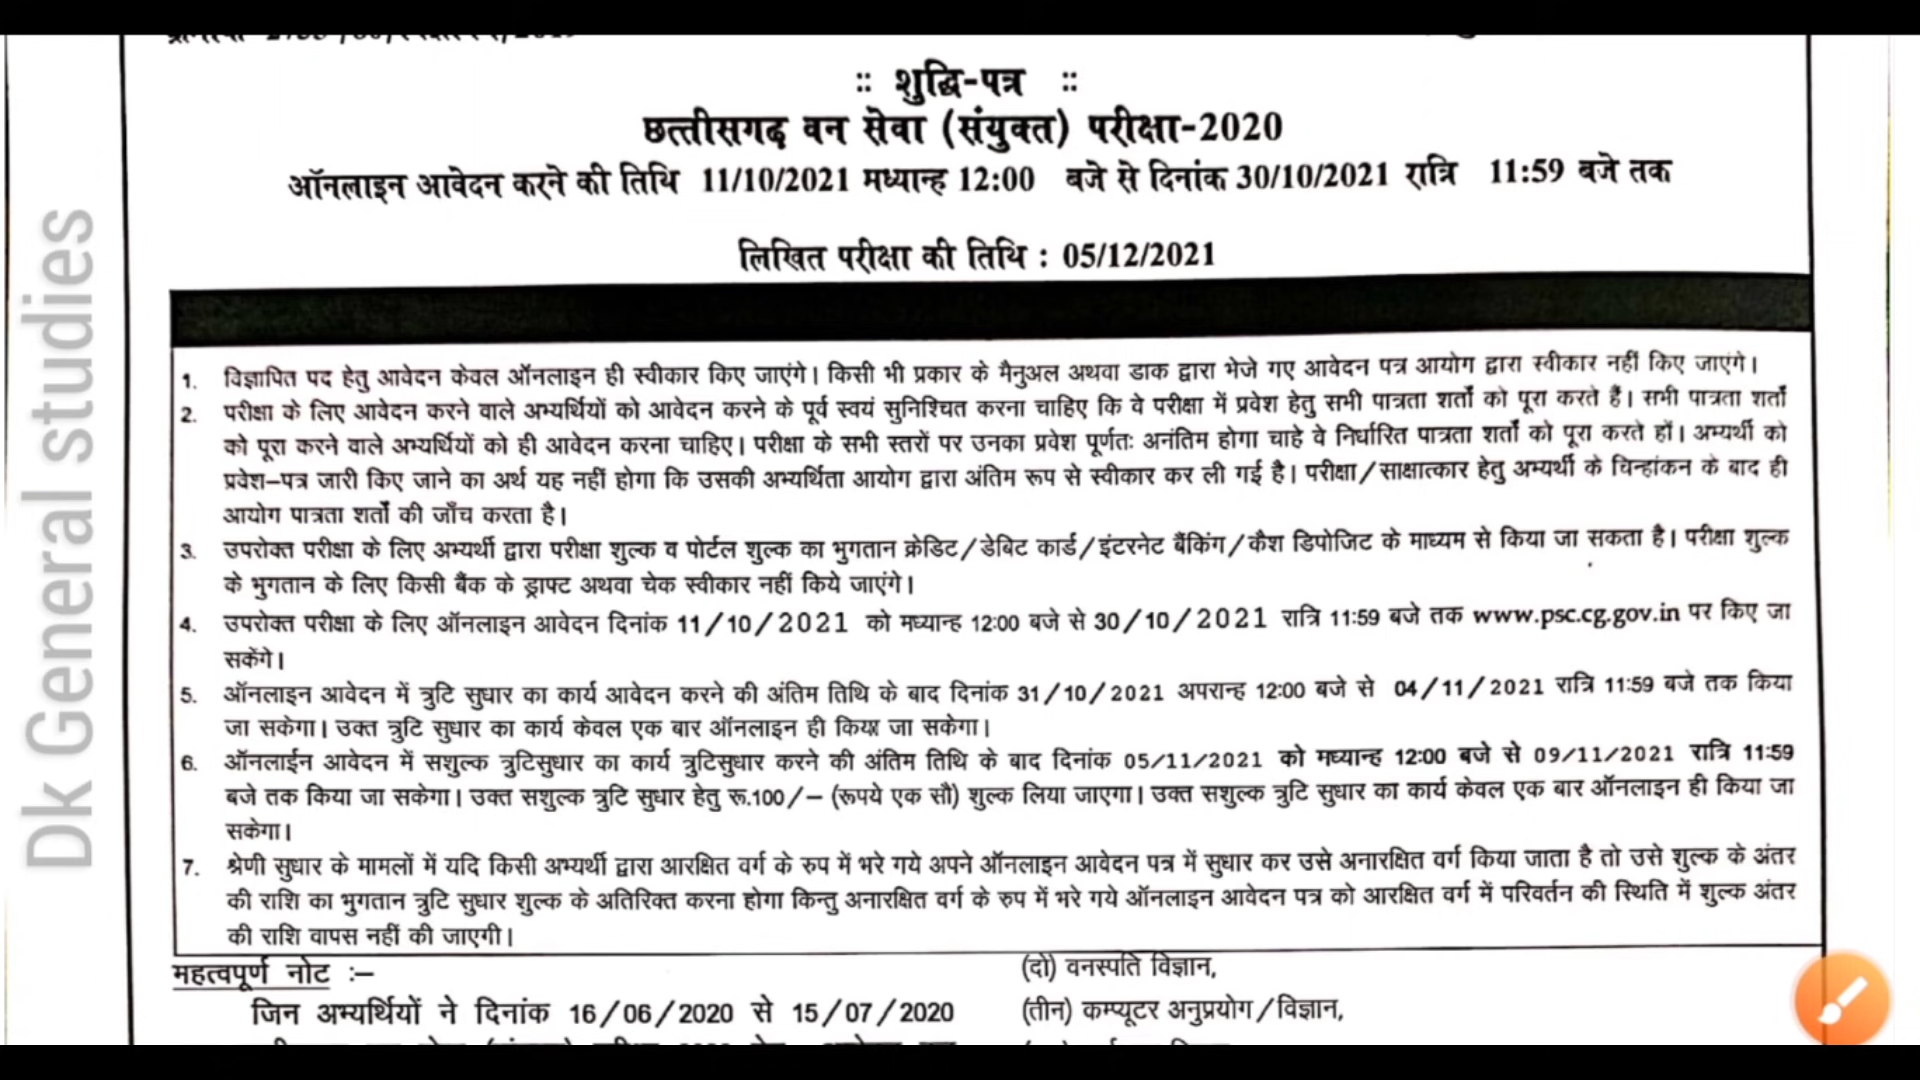 :: शुद्धि-पत्र ::
छत्तीसगढ़ वन सेवा (संयुक्त) परीक्षा-2020
ऑनलाइन आवेदन करने की तिथि 11/10/2021 मध्यान्ह 12:00 बजे से दिनांक 30/10/2021 रात्रि 11:59 बजे तक
लिखित परीक्षा की तिथि : 05/12/2021
1. विज्ञापित पद हेतु आवेदन केवल ऑनलाइन ही स्वीकार किए जाएंगे। किसी भी प्रकार के मैनुअल अथवा डाक द्वारा भेजे गए आवेदन पत्र आयोग द्वारा स्वीकार नहीं किए जाएंगे।
2. परीक्षा के लिए आवेदन करने वाले अभ्यर्थियों को आवेदन करने के पूर्व स्वयं सुनिश्चित करना चाहिए कि वे परीक्षा में प्रवेश हेतु सभी पात्रता शर्तों को पूरा करते हैं। सभी पात्रता शर्तों
को पूरा करने वाले अभ्यर्थियों को ही आवेदन करना चाहिए। परीक्षा के सभी स्तरों पर उनका प्रवेश पूर्णतः अनंतिम होगा चाहे वे निर्धारित पात्रता शर्तों को पूरा करते हों। अभ्यर्थी को
प्रवेश–पत्र जारी किए जाने का अर्थ यह नहीं होगा कि उसकी अभ्यर्थिता आयोग द्वारा अंतिम रूप से स्वीकार कर ली गई है। परीक्षा/साक्षात्कार हेतु अभ्यर्थी के चिन्हांकन के बाद ही
आयोग पात्रता शर्तों की जाँच करता है।
3. उपरोक्त परीक्षा के लिए अभ्यर्थी द्वारा परीक्षा शुल्क व पोर्टल शुल्क का भुगतान क्रेडिट/डेबिट कार्ड/इंटरनेट बैंकिंग/कैश डिपोजिट के माध्यम से किया जा सकता है। परीक्षा शुल्क
के भुगतान के लिए किसी बैंक के ड्राफ्ट अथवा चेक स्वीकार नहीं किये जाएंगे।
4. उपरोक्त परीक्षा के लिए ऑनलाइन आवेदन दिनांक 11/10/2021 को मध्यान्ह 12:00 बजे से 30/10/2021 रात्रि 11:59 बजे तक www.psc.cg.gov.in पर किए जा
सकेंगे।
5. ऑनलाइन आवेदन में त्रुटि सुधार का कार्य आवेदन करने की अंतिम तिथि के बाद दिनांक 31/10/2021 अपरान्ह 12:00 बजे से 04/11/2021 रात्रि 11:59 बजे तक किया
जा सकेगा। उक्त त्रुटि सुधार का कार्य केवल एक बार ऑनलाइन ही किया जा सकेगा।
6. ऑनलाईन आवेदन में सशुल्क त्रुटिसुधार का कार्य त्रुटिसुधार करने की अंतिम तिथि के बाद दिनांक 05/11/2021 को मध्यान्ह 12:00 बजे से 09/11/2021 रात्रि 11:59
बजे तक किया जा सकेगा। उक्त सशुल्क त्रुटि सुधार हेतु रू.100/– (रूपये एक सौ) शुल्क लिया जाएगा। उक्त सशुल्क त्रुटि सुधार का कार्य केवल एक बार ऑनलाइन ही किया जा
सकेगा।
7. श्रेणी सुधार के मामलों में यदि किसी अभ्यर्थी द्वारा आरक्षित वर्ग के रुप में भरे गये अपने ऑनलाइन आवेदन पत्र में सुधार कर उसे अनारक्षित वर्ग किया जाता है तो उसे शुल्क के अंतर
की राशि का भुगतान त्रुटि सुधार शुल्क के अतिरिक्त करना होगा किन्तु अनारक्षित वर्ग के रुप में भरे गये ऑनलाइन आवेदन पत्र को आरक्षित वर्ग में परिवर्तन की स्थिति में शुल्क अंतर
की राशि वापस नहीं की जाएगी।
महत्वपूर्ण नोट :–
जिन अभ्यर्थियों ने दिनांक 16/06/2020 से 15/07/2020
(दो) वनस्पति विज्ञान,
(तीन) कम्प्यूटर अनुप्रयोग/विज्ञान,
Dk General studies